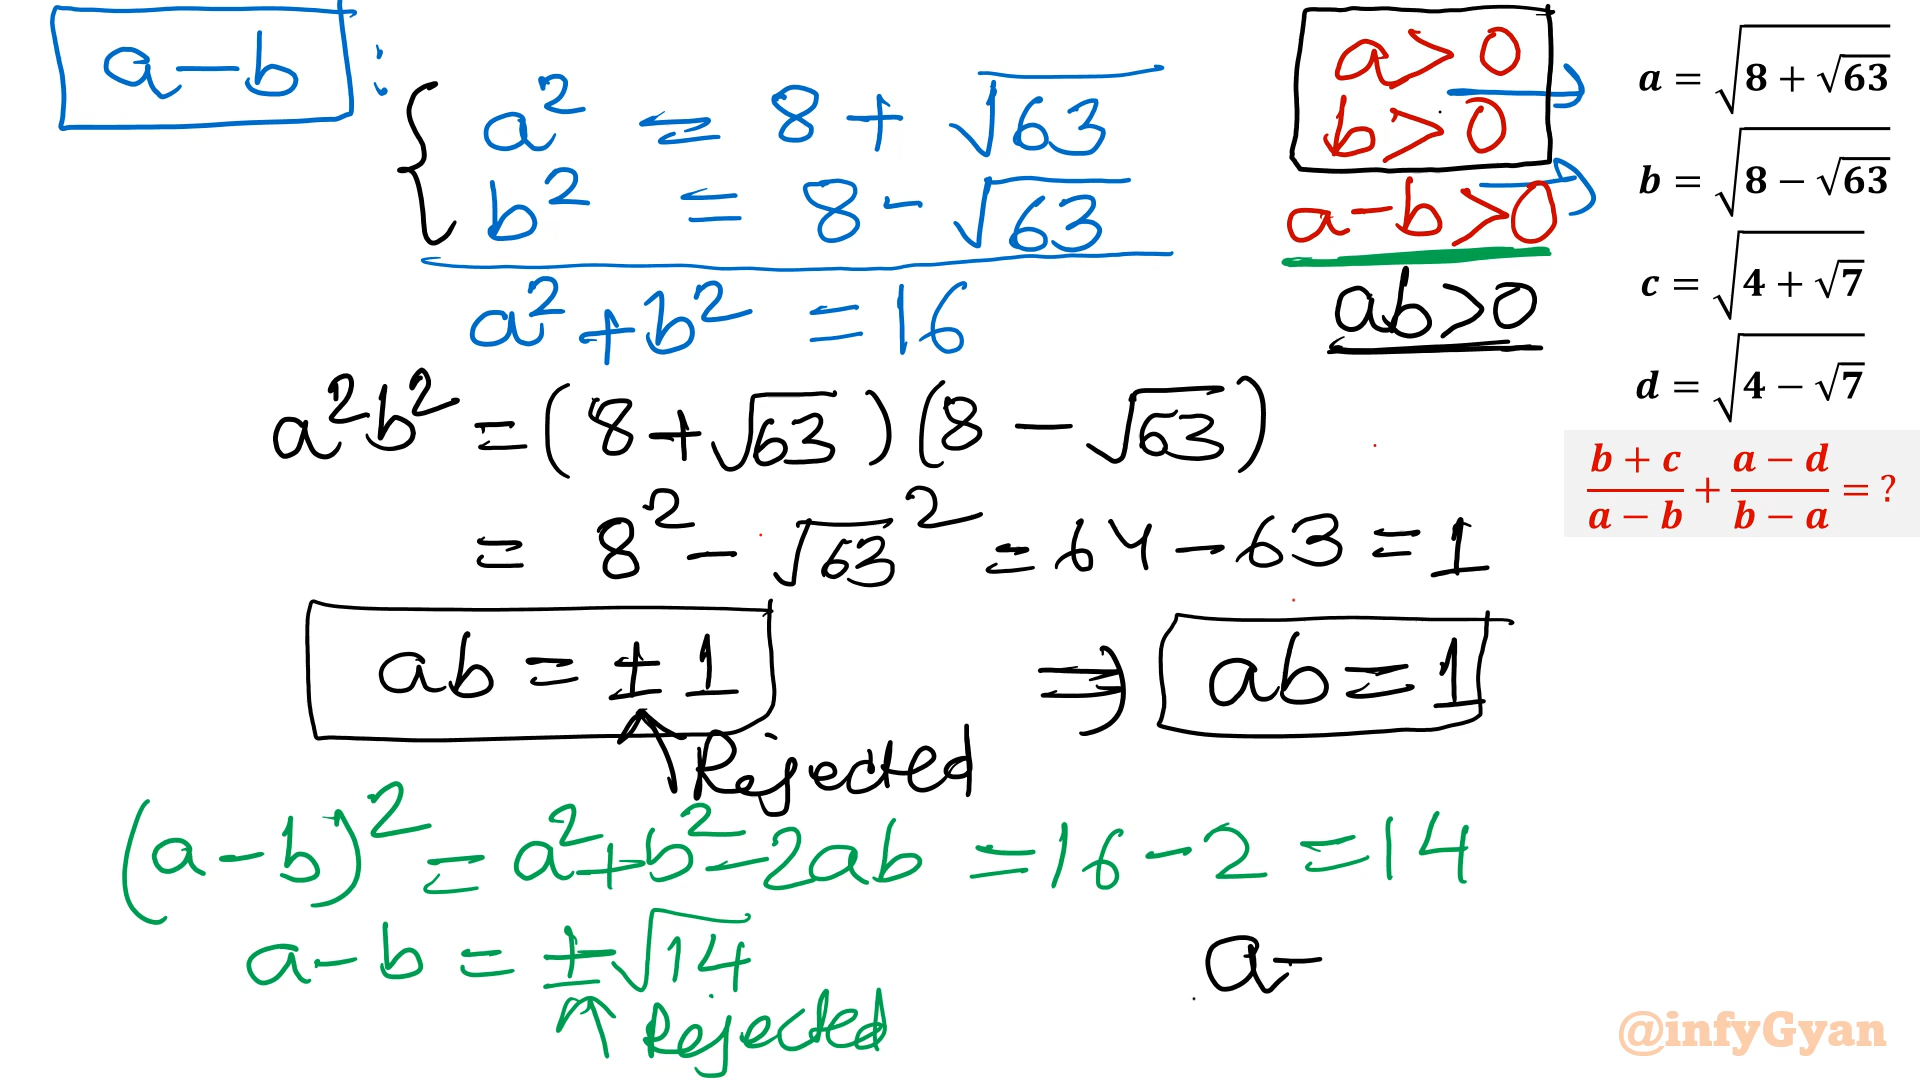 a-b :
a² = 8 + √63
b² = 8 - √63
a² + b² = 16
a²b² = (8 + √63)(8 - √63)
= 8² - √63² = 64 - 63 = 1
ab = ±1 ⇒ ab = 1
Rejected
(a-b)² = a² + b² - 2ab = 16 - 2 = 14
a - b = ±√14
Rejected
a-
a > 0
b > 0
a - b > 0
ab > 0
a = √(8 + √63)
b = √(8 − √63)
c = √(4 + √7)
d = √(4 − √7)
(b + c)/(a − b) + (a − d)/(b − a) = ?
@infyGyan